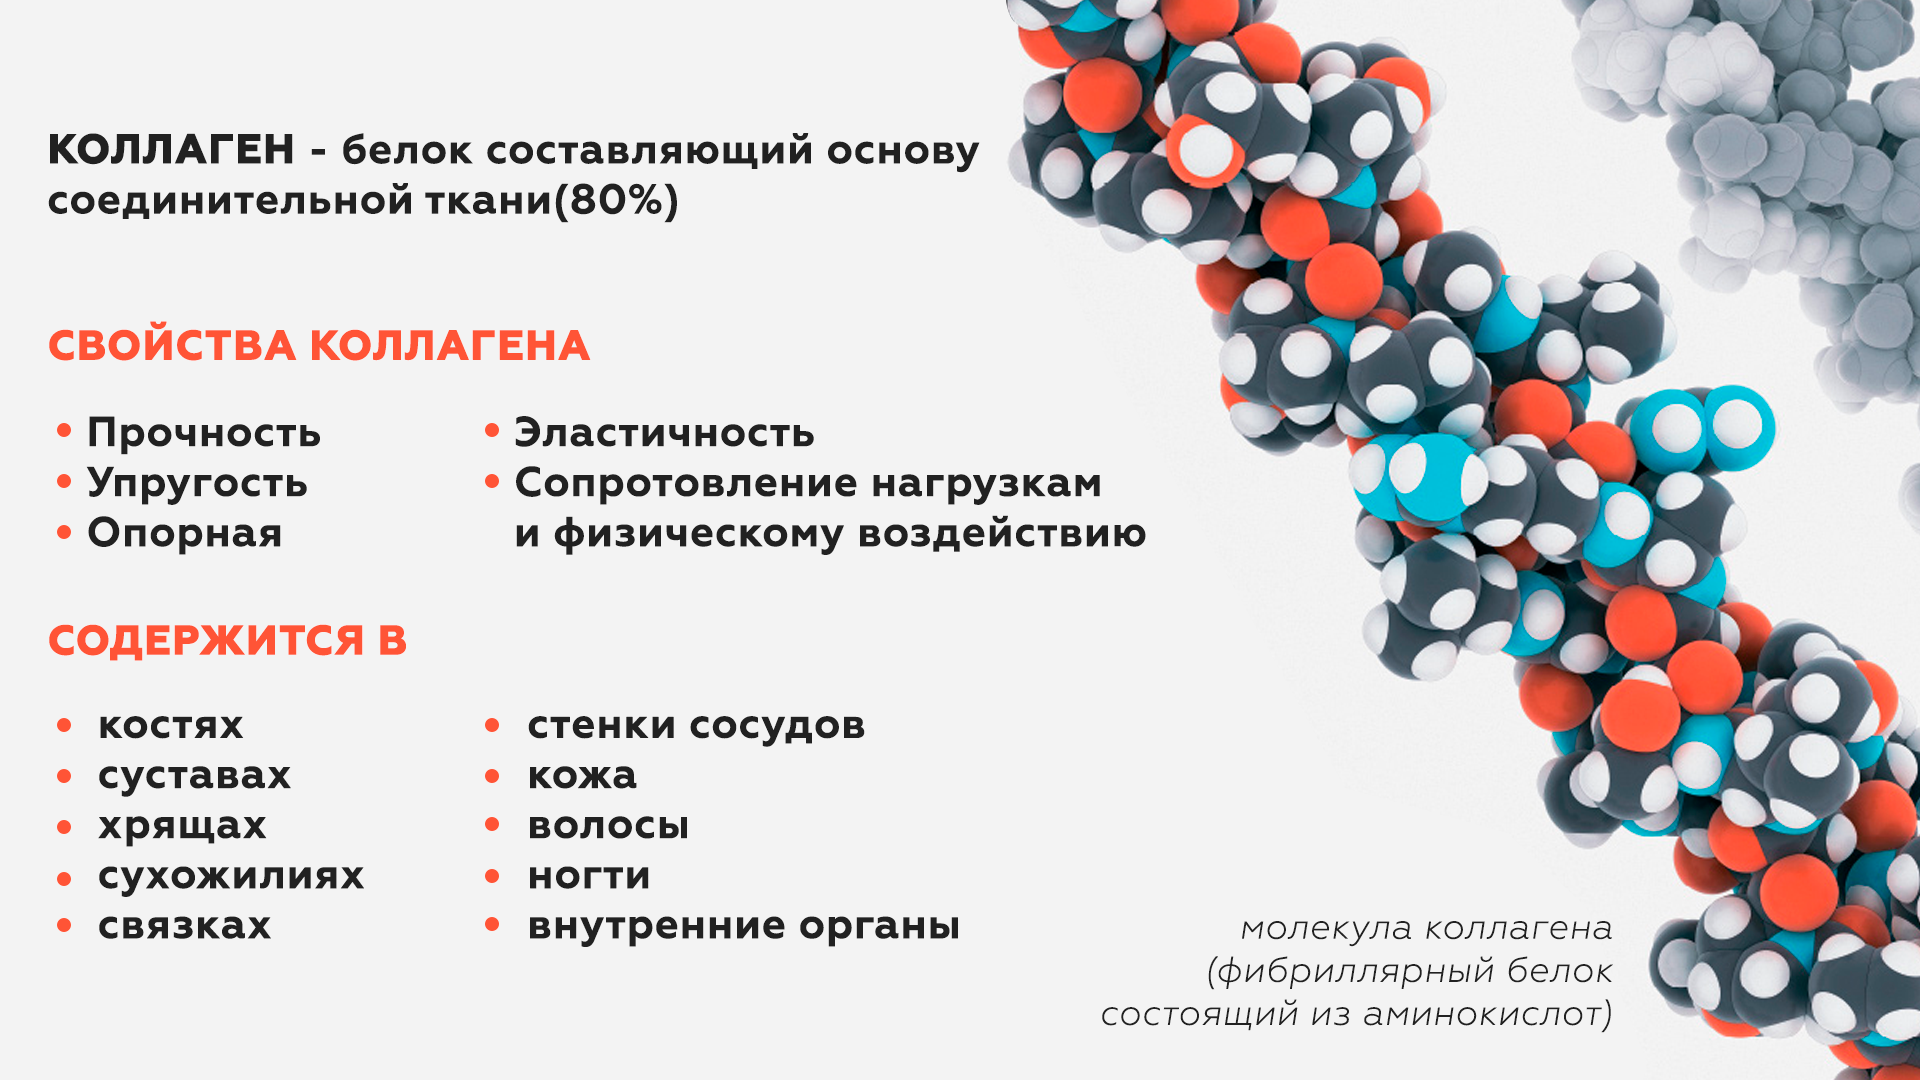 КОЛЛАГЕН - белок составляющий основу
соединительной ткани(80%)
СВОЙСТВА КОЛЛАГЕНА
• Прочность
• Упругость
• Опорная
• Эластичность
• Сопротовление нагрузкам
и физическому воздействию
СОДЕРЖИТСЯ В
• костях
• суставах
• хрящах
• сухожилиях
• связках
• стенки сосудов
• кожа
• волосы
• ногти
• внутренние органы
молекула коллагена
(фибриллярный белок
состоящий из аминокислот)